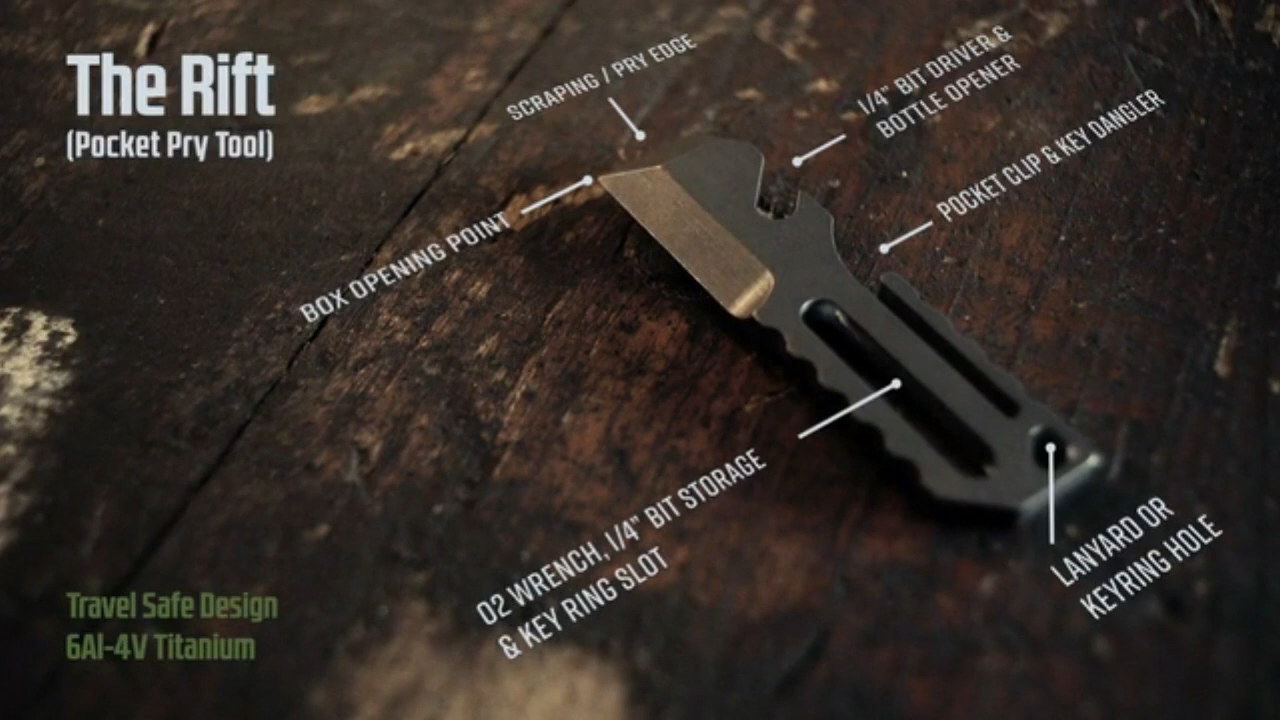 The Rift
(Pocket Pry Tool)
SCRAPING / PRY EDGE
1/4" BIT DRIVER &
BOTTLE OPENER
POCKET CLIP & KEY DANGLER
BOX OPENING POINT
O2 WRENCH, 1/4" BIT STORAGE
& KEY RING SLOT
LANYARD OR
KEYRING HOLE
Travel Safe Design
6Al-4V Titanium